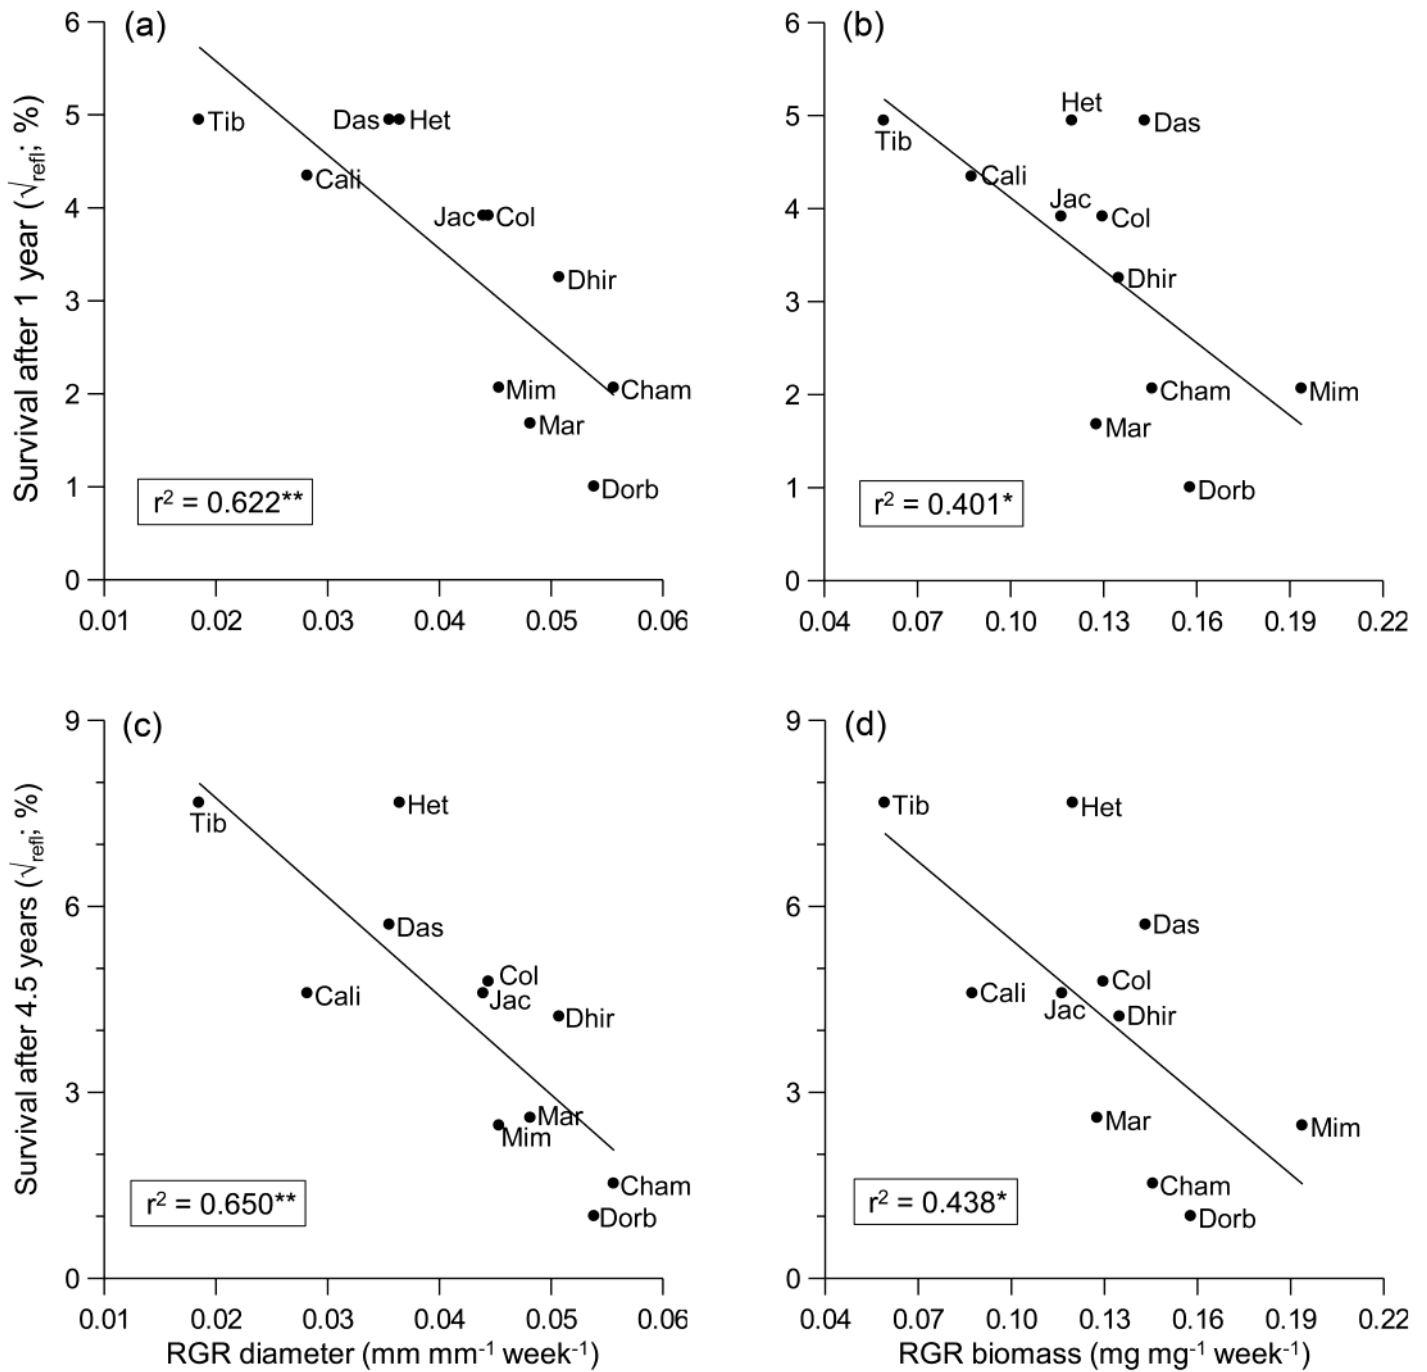 (a)
Survival after 1 year (√refl; %)
6
5
4
3
2
1
0
Tib
Das
Het
Cali
Jac
Col
Dhir
Mim
Cham
Mar
Dorb
r² = 0.622**
0.01
0.02
0.03
0.04
0.05
0.06
(b)
6
5
4
3
2
1
0
Het
Das
Tib
Cali
Jac
Col
Dhir
Cham
Mim
Mar
Dorb
r² = 0.401*
0.04
0.07
0.10
0.13
0.16
0.19
0.22
(c)
Survival after 4.5 years (√refl; %)
9
6
3
0
Tib
Het
Das
Cali
Col
Jac
Dhir
Mar
Mim
Cham
Dorb
r² = 0.650**
0.01
0.02
0.03
0.04
0.05
0.06
RGR diameter (mm mm⁻¹ week⁻¹)
(d)
9
6
3
0
Tib
Het
Das
Cali
Col
Jac
Dhir
Mar
Mim
Cham
Dorb
r² = 0.438*
0.04
0.07
0.10
0.13
0.16
0.19
0.22
RGR biomass (mg mg⁻¹ week⁻¹)